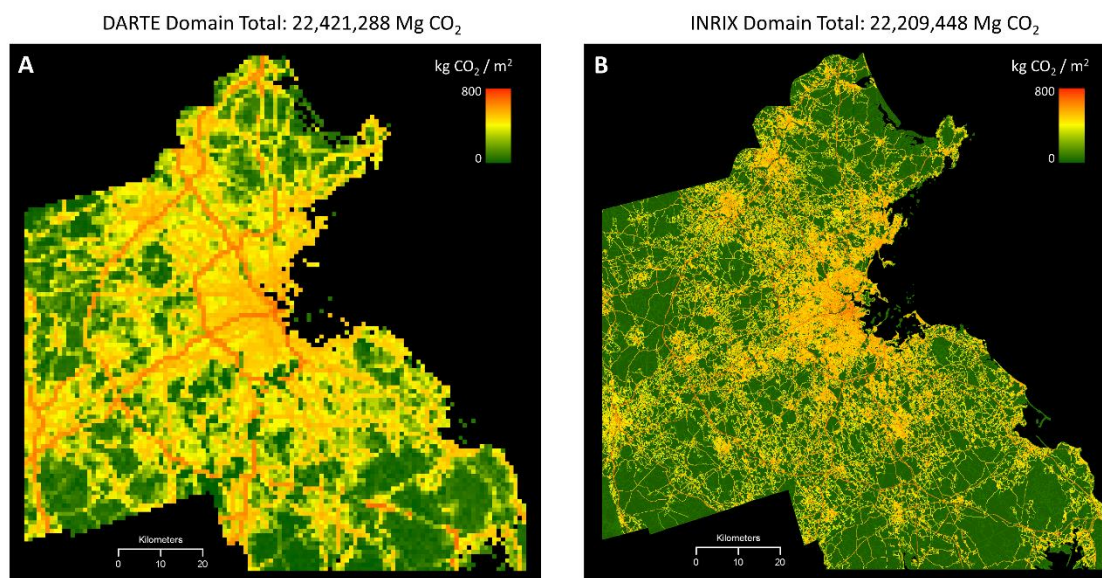 DARTE Domain Total: 22,421,288 Mg CO2
INRIX Domain Total: 22,209,448 Mg CO2
A
kg CO2 / m2
800
0
Kilometers
0 10 20
B
kg CO2 / m2
800
0
Kilometers
0 10 20